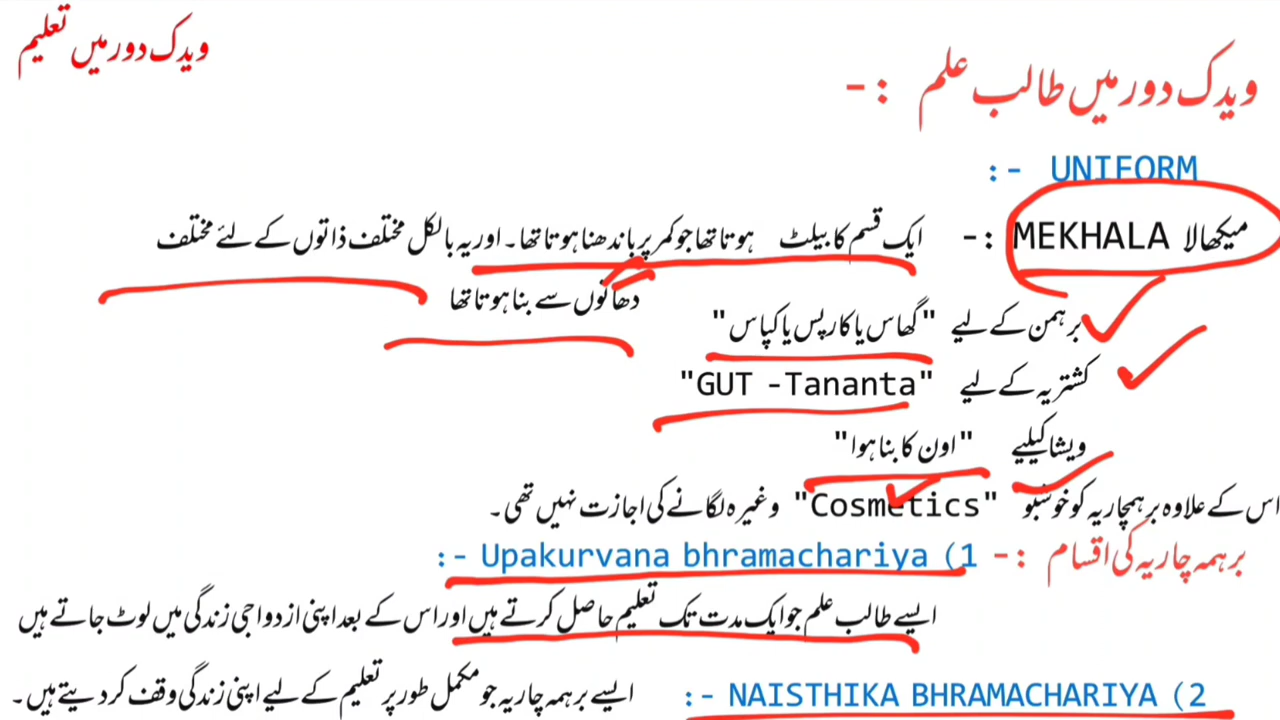 ویدک دور میں تعلیم
ویدک دور میں طالب علم :-
UNIFORM :-
میکھالا MEKHALA :- ایک قسم کا بیلٹ ہوتا تھا جو کمر پر باندھنا ہوتا تھا۔ اور یہ بالکل مختلف ذاتوں کے لئے مختلف
دھانوں سے بنا ہوتا تھا
برہمن کے لیے "گھاس یا کارپس یا کپاس"
کشتریہ کے لیے "GUT -Tananta"
ویشا کیلیے "اون کا بنا ہوا"
اس کے علاوہ برہمچاریہ کو خوشبو "Cosmetics" وغیرہ لگانے کی اجازت نہیں تھی۔
برہمہ چاریہ کی اقسام :- 1) Upakurvana bhramachariya :-
ایسے طالب علم جو ایک مدت تک تعلیم حاصل کرتے ہیں اور اس کے بعد اپنی ازدواجی زندگی میں لوٹ جاتے ہیں
2) NAISTHIKA BHRAMACHARIYA :- ایسے برہمہ چاریہ جو مکمل طور پر تعلیم کے لیے اپنی زندگی وقف کر دیتے ہیں۔